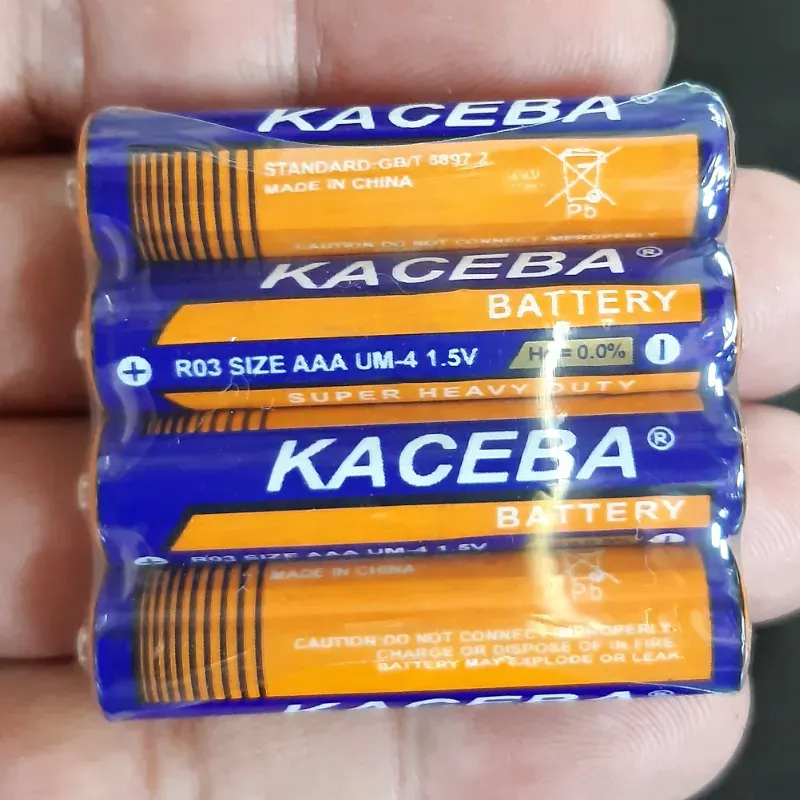 KACEBA®
STANDARD:GB/T 8897.2
MADE IN CHINA
Pb
CAUTION DO NOT CONNECT IMPROPERLY
KACEBA®
BATTERY
+ R03 SIZE AAA UM-4 1.5V Hg = 0.0% -
SUPER HEAVY DUTY
KACEBA®
BATTERY
+ R03 SIZE AAA UM-4 1.5V
MADE IN CHINA
Pb
CAUTION DO NOT CONNECT IMPROPERLY.
CHARGE OR DISPOSE OF IN FIRE
BATTERY MAY EXPLODE OR LEAK.
KACEBA®